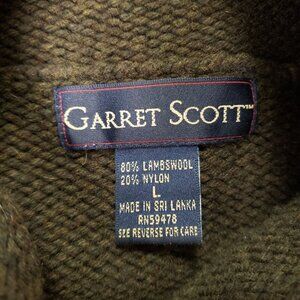 GARRET SCOTT™
80% LAMBSWOOL
20% NYLON
L
MADE IN SRI LANKA
RN59478
SEE REVERSE FOR CARE